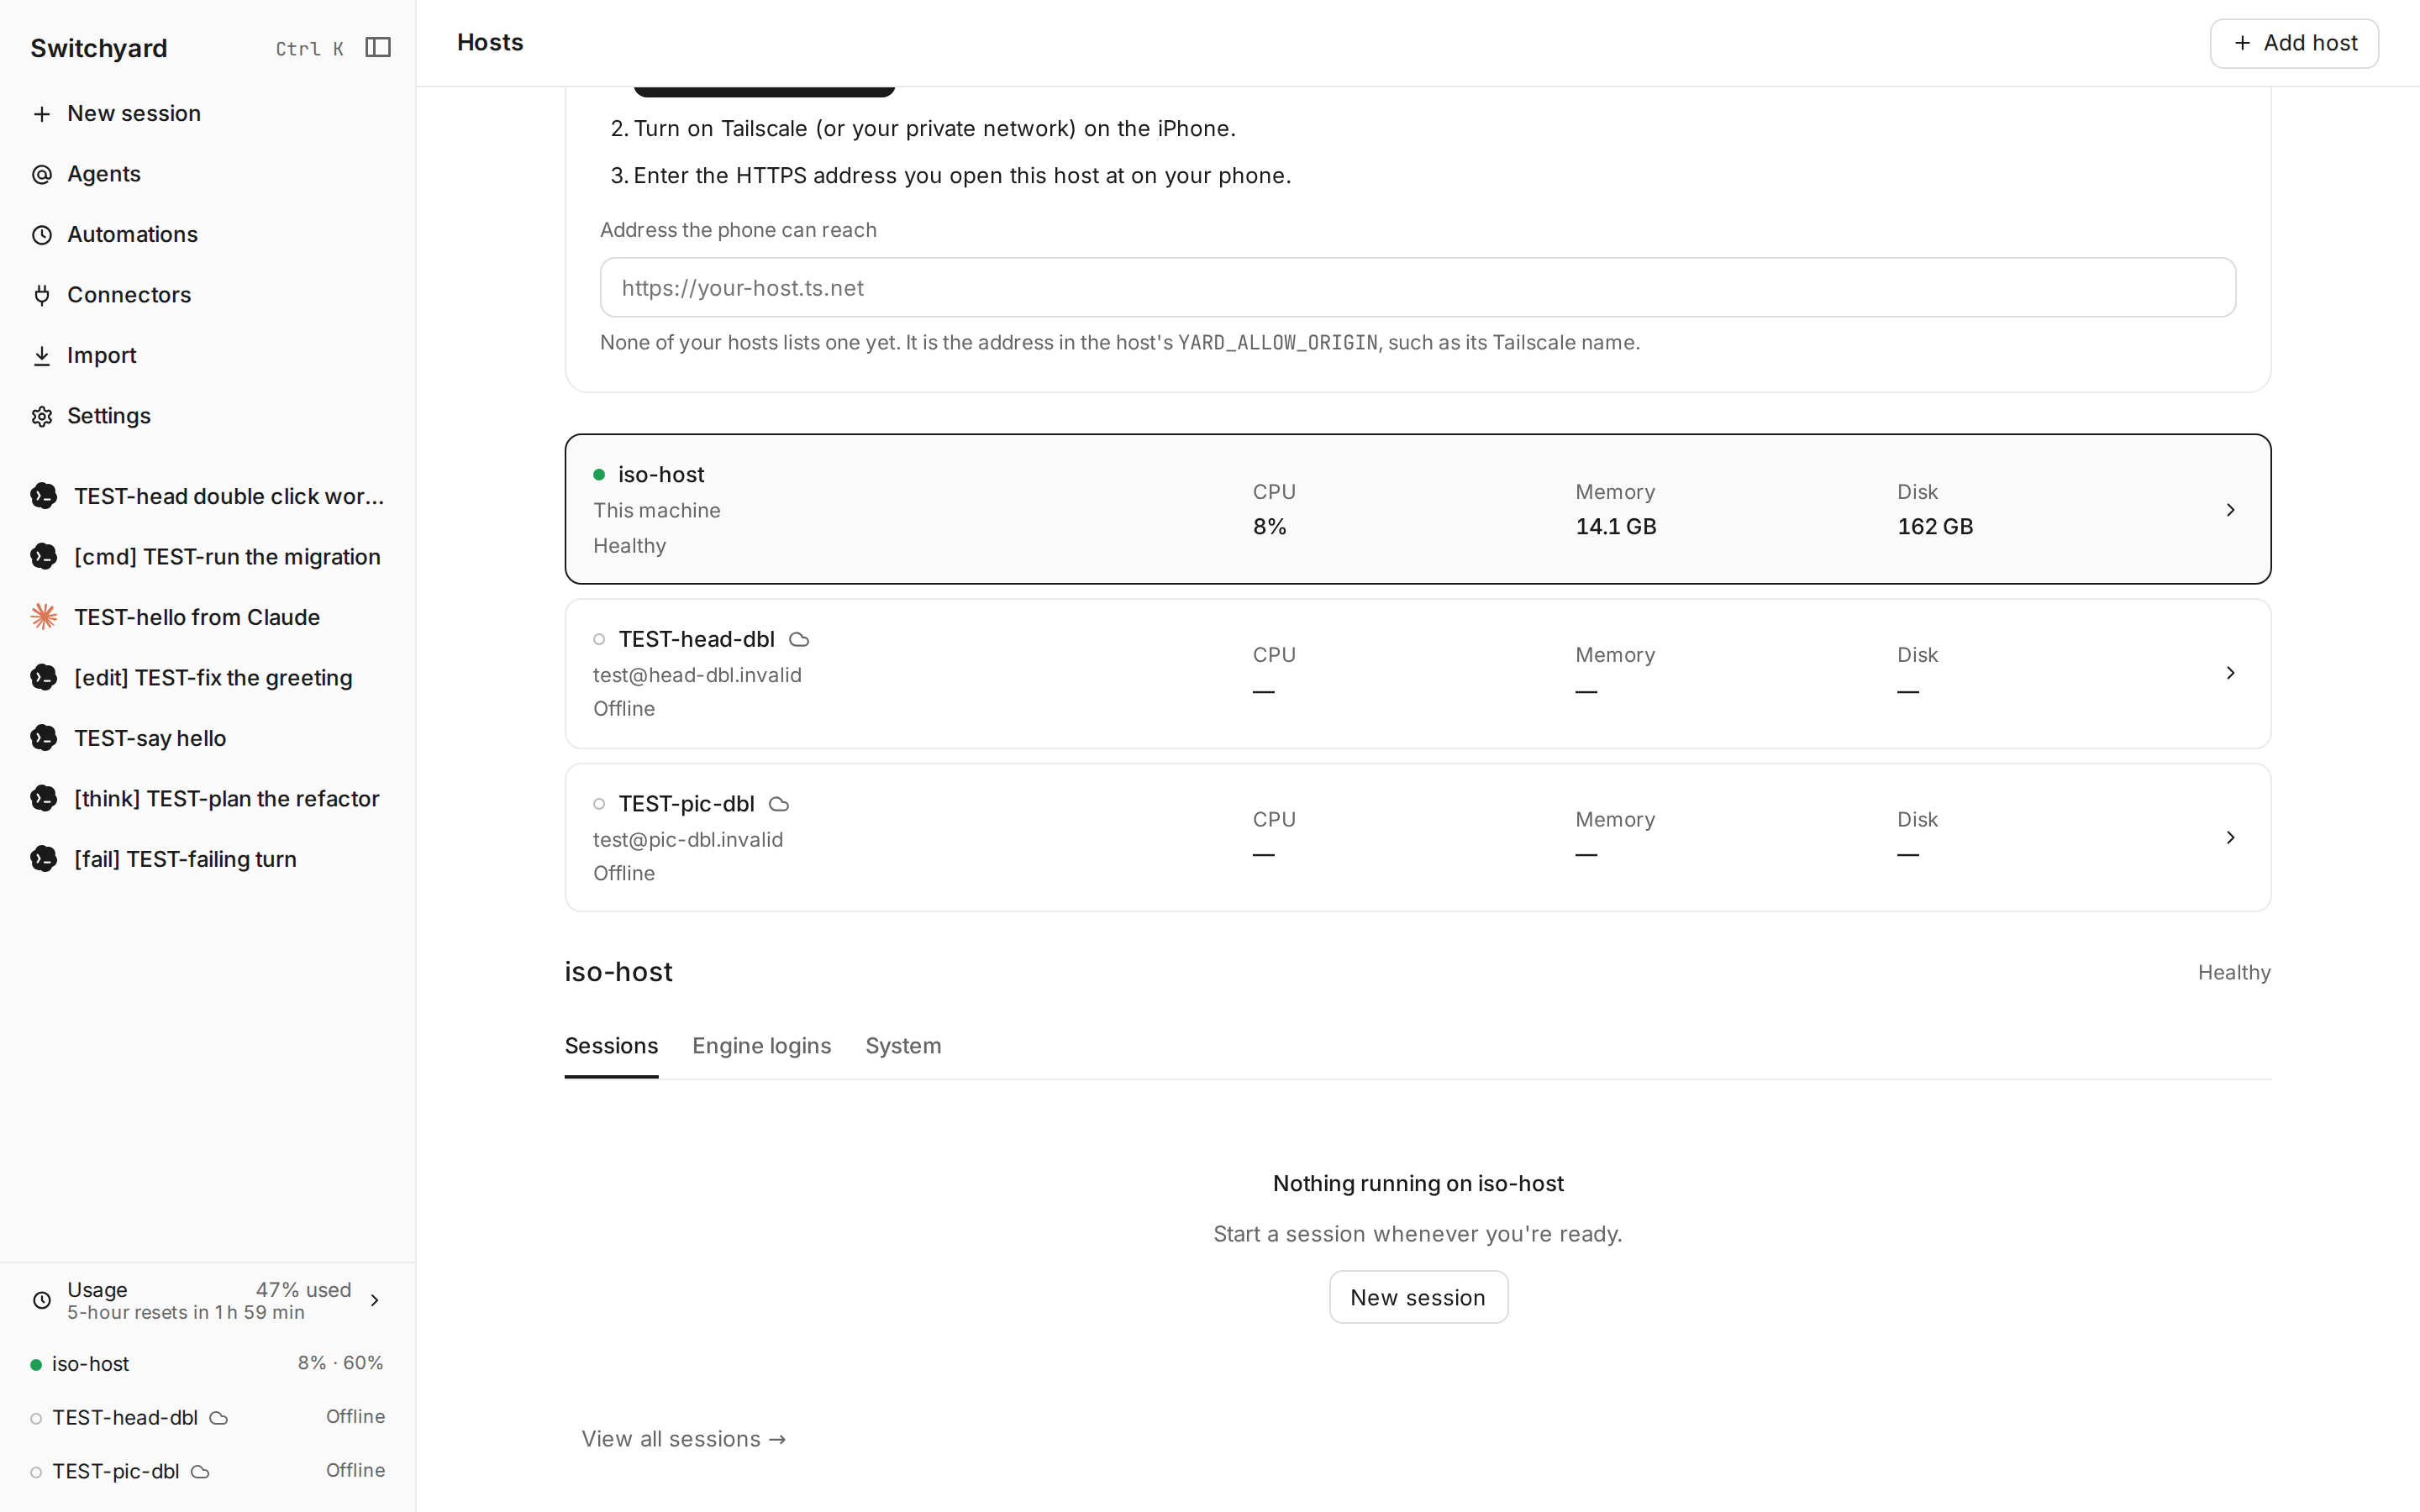 Switchyard
Ctrl K
New session
Agents
Automations
Connectors
Import
Settings
TEST-head double click wor...
[cmd] TEST-run the migration
TEST-hello from Claude
[edit] TEST-fix the greeting
TEST-say hello
[think] TEST-plan the refactor
[fail] TEST-failing turn
Usage 47% used
5-hour resets in 1 h 59 min
iso-host 8% · 60%
TEST-head-dbl Offline
TEST-pic-dbl Offline
Hosts
+ Add host
2. Turn on Tailscale (or your private network) on the iPhone.
3. Enter the HTTPS address you open this host at on your phone.
Address the phone can reach
https://your-host.ts.net
None of your hosts lists one yet. It is the address in the host's YARD_ALLOW_ORIGIN, such as its Tailscale name.
iso-host
This machine
Healthy
CPU Memory Disk
8% 14.1 GB 162 GB
TEST-head-dbl
test@head-dbl.invalid
Offline
CPU Memory Disk
— — —
TEST-pic-dbl
test@pic-dbl.invalid
Offline
CPU Memory Disk
— — —
iso-host Healthy
Sessions Engine logins System
Nothing running on iso-host
Start a session whenever you're ready.
New session
View all sessions →